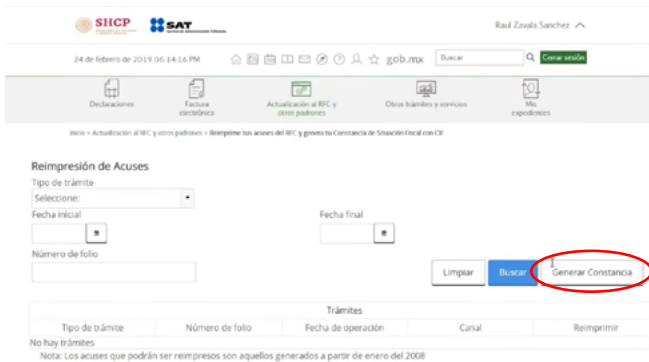 SHCP
SAT
Raul Zavala Sanchez
24 de febrero de 2019 06:14:16 PM
gob.mx
Buscar
Cerrar sesión
Declaraciones
Factura electrónica
Actualización al RFC y otros padrones
Otros trámites y servicios
Mis expedientes
Inicio > Actualización al RFC y otros padrones > Reimprime tus acuses del RFC y genera tu Constancia de Situación Fiscal con CIF
Reimpresión de Acuses
Tipo de trámite
Seleccione:
Fecha inicial
Fecha final
Número de folio
Limpiar
Buscar
Generar Constancia
Trámites
Tipo de trámite
Número de folio
Fecha de operación
Canal
Reimprimir
No hay trámites
Nota: Los acuses que podrán ser reimpresos son aquellos generados a partir de enero del 2008